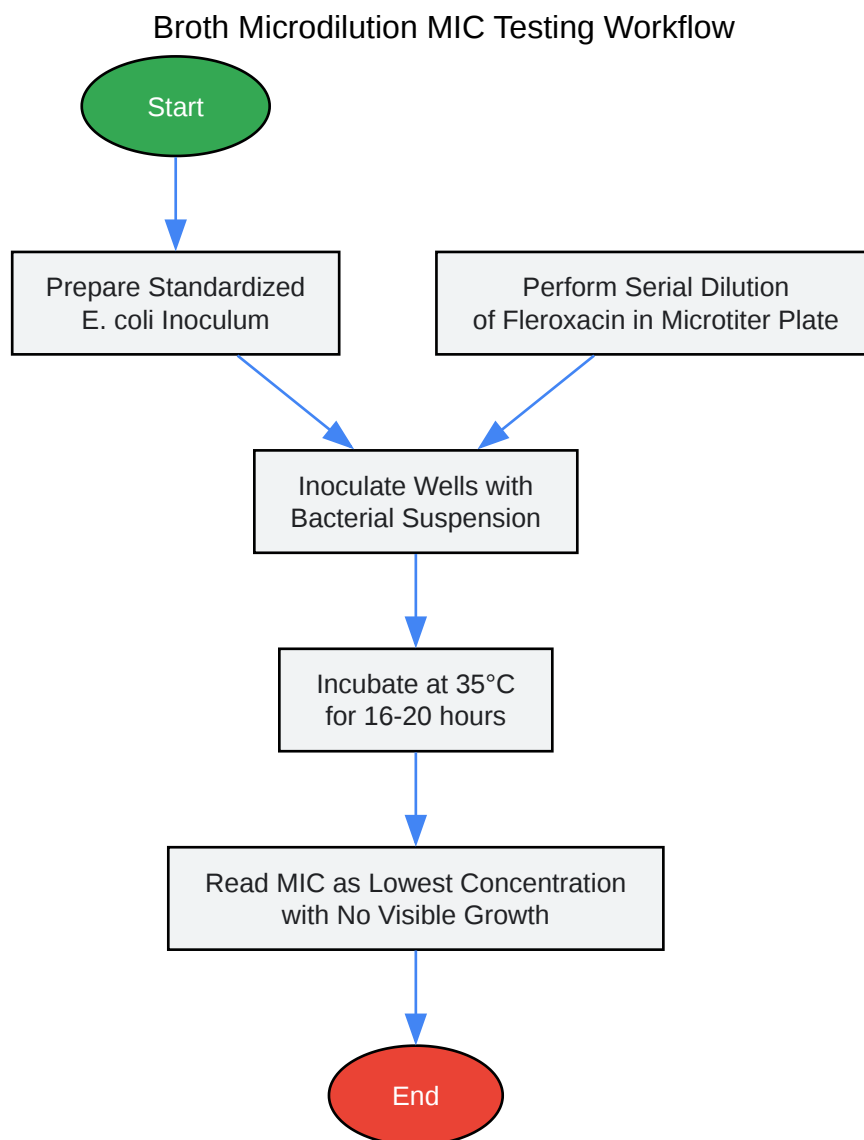 Broth Microdilution MIC Testing Workflow
Start
Prepare Standardized
E. coli Inoculum
Perform Serial Dilution
of Fleroxacin in Microtiter Plate
Inoculate Wells with
Bacterial Suspension
Incubate at 35°C
for 16-20 hours
Read MIC as Lowest Concentration
with No Visible Growth
End